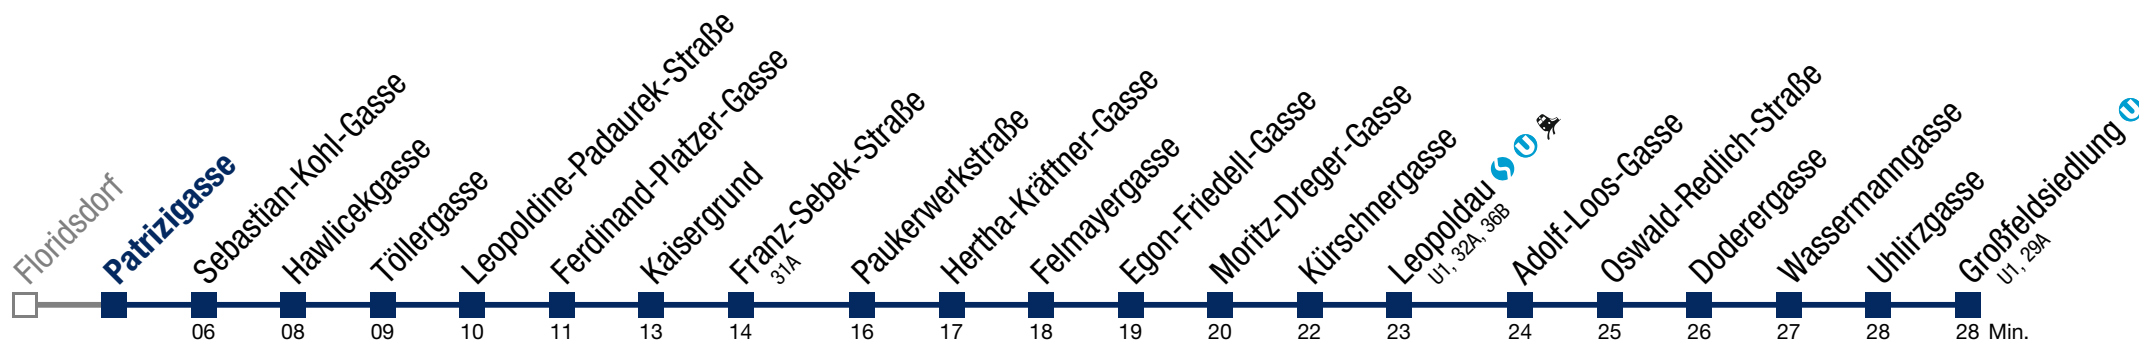 Floridsdorf
Patrizigasse
Sebastian-Kohl-Gasse
Hawlicekgasse
Töllergasse
Leopoldine-Padaurek-Straße
Ferdinand-Platzer-Gasse
Kaisergrund
Franz-Sebek-Straße
31A
Paukerwerkstraße
Hertha-Kräftner-Gasse
Felmayergasse
Egon-Friedell-Gasse
Moritz-Dreger-Gasse
Kürschnergasse
Leopoldau
U1, 32A, 36B
Adolf-Loos-Gasse
Oswald-Redlich-Straße
Doderergasse
Wassermanngasse
Uhlirzgasse
Großfeldsiedlung U
U1, 29A
06 08 09 10 11 13 14 16 17 18 19 20 22 23 24 25 26 27 28 28 Min.